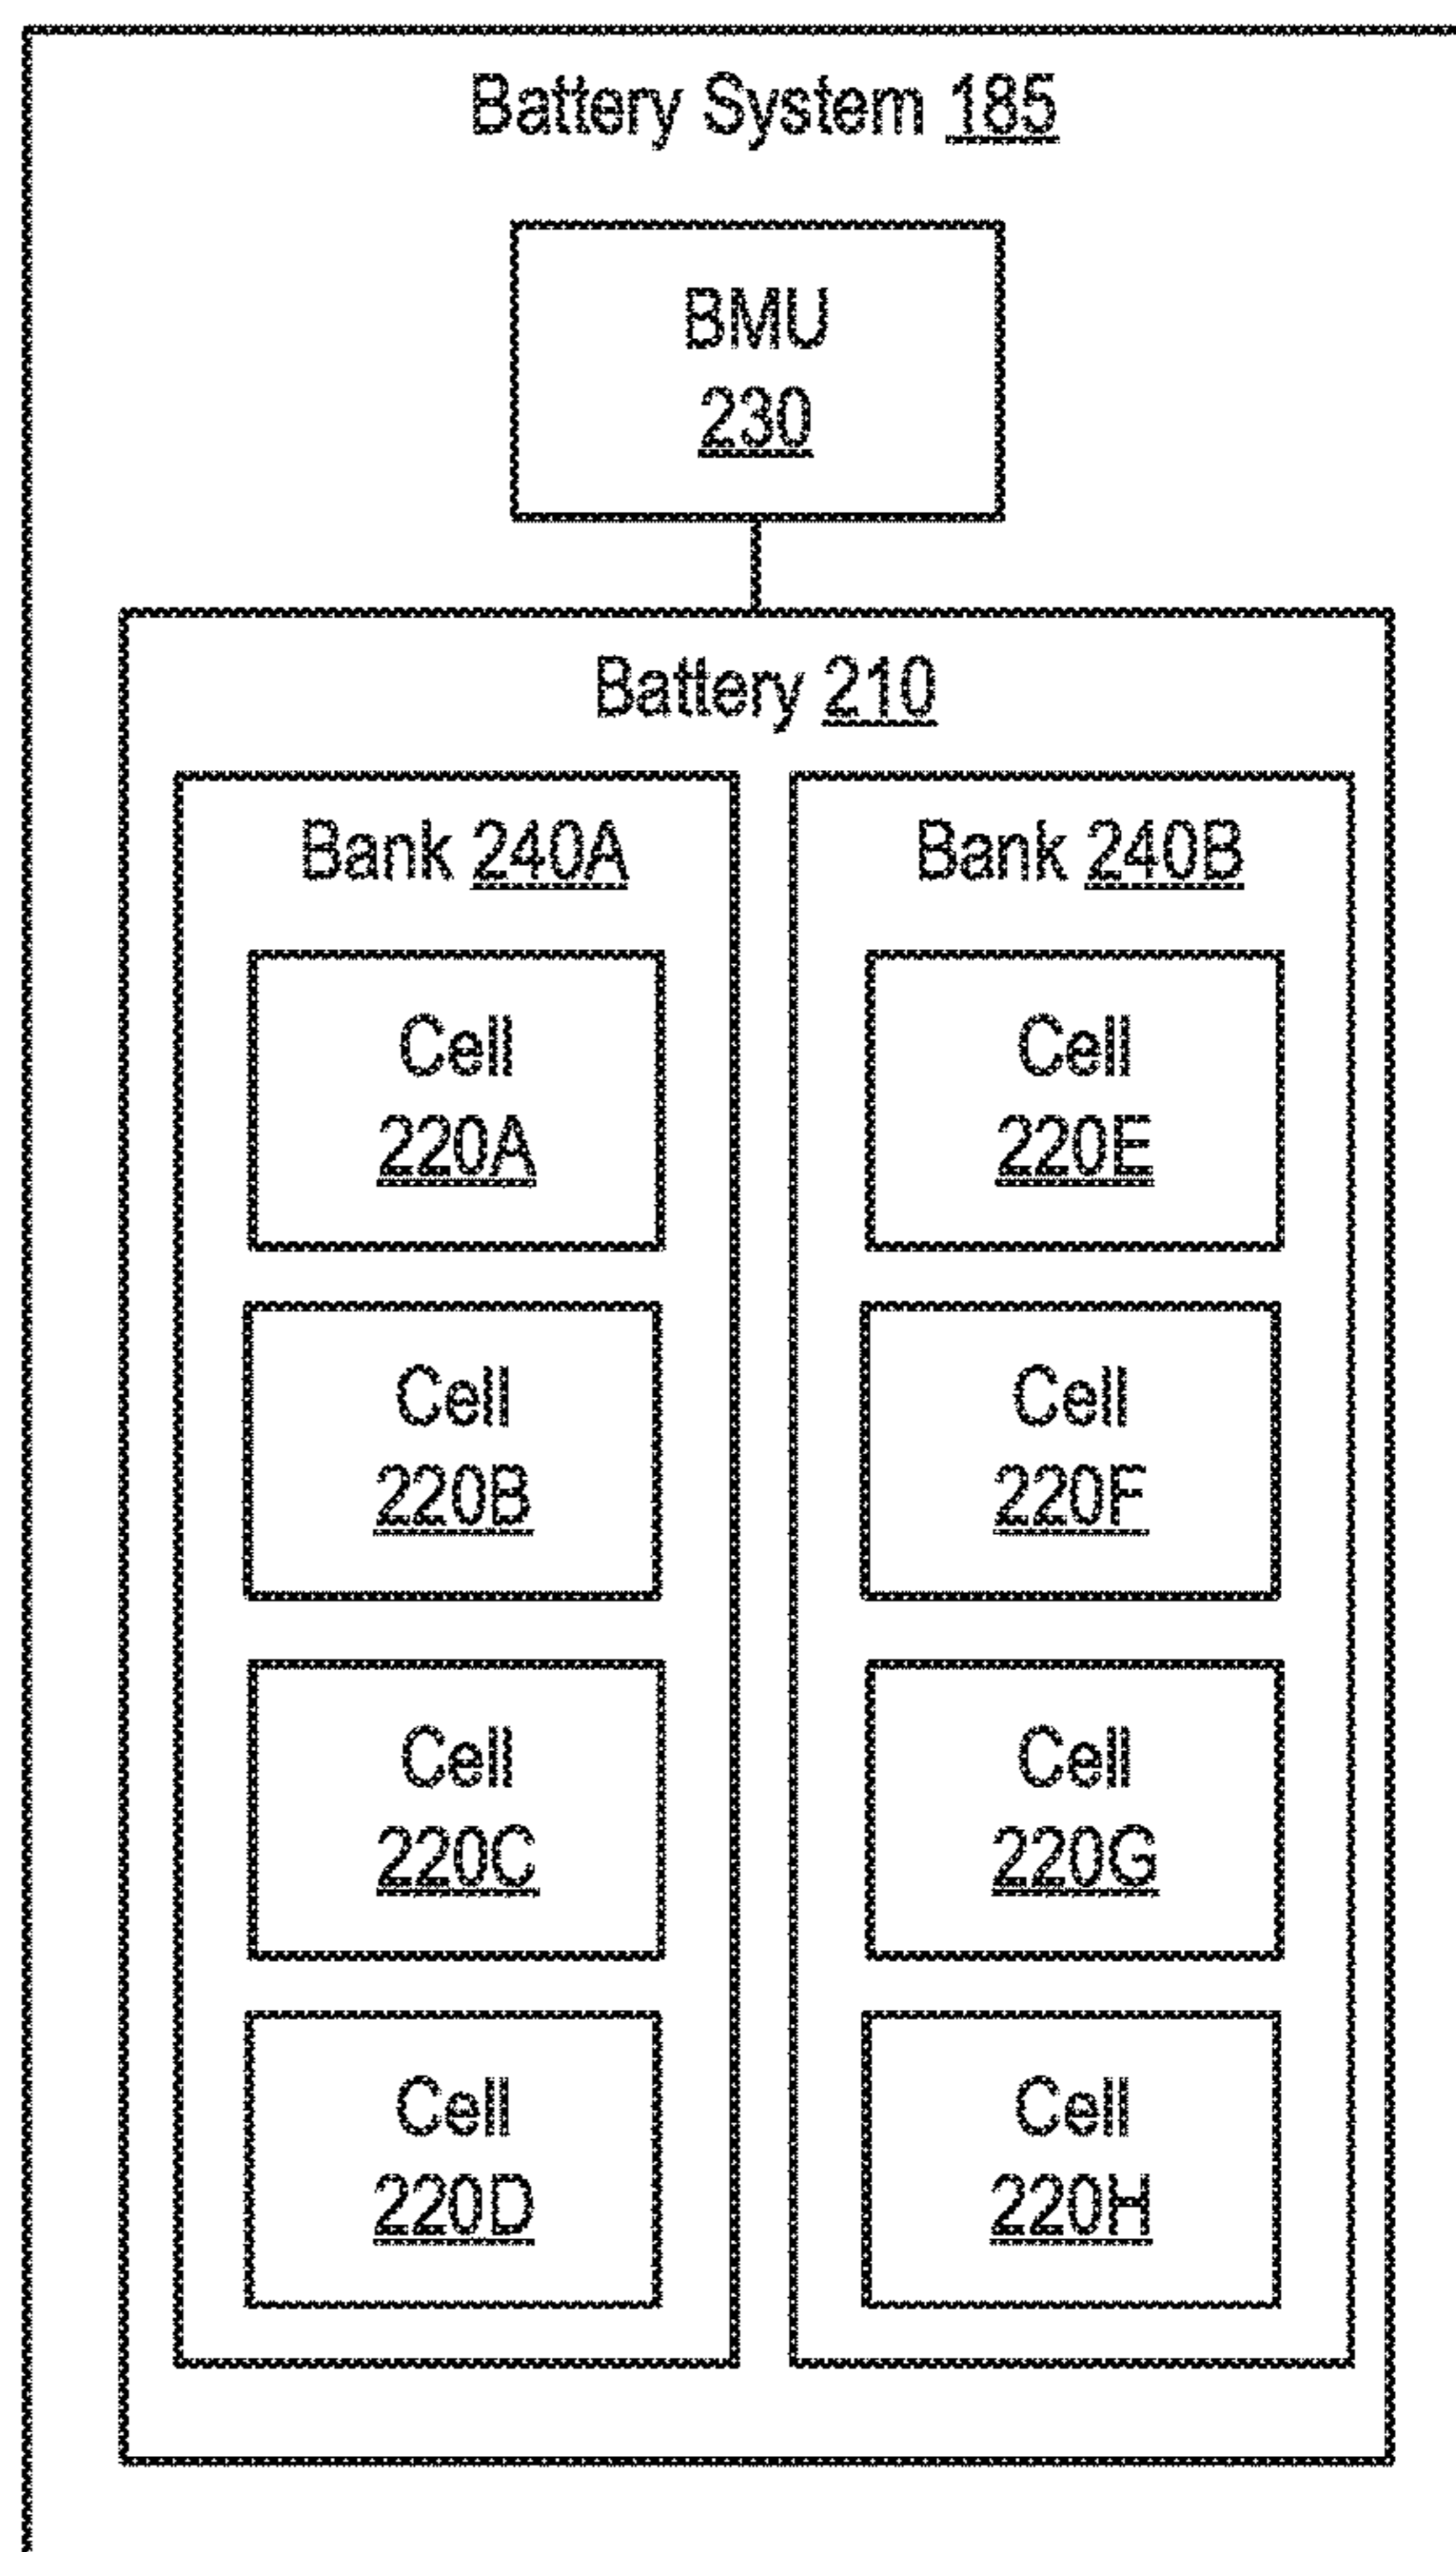 Battery System 185
BMU
230
Battery 210
Bank 240A
Cell
220A
Cell
220B
Cell
220C
Cell
220D
Bank 240B
Cell
220E
Cell
220F
Cell
220G
Cell
220H